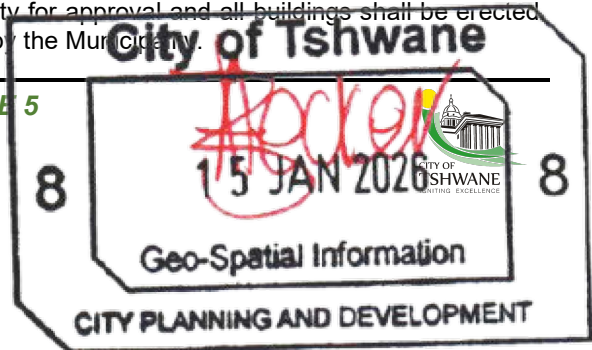 ty for approval and all buildings shall be erected
by the Municipality.
City of Tshwane
E 5
15 JAN 2026
CITY OF
TSHWANE
IGNITING EXCELLENCE
8
8
Geo-Spatial Information
CITY PLANNING AND DEVELOPMENT